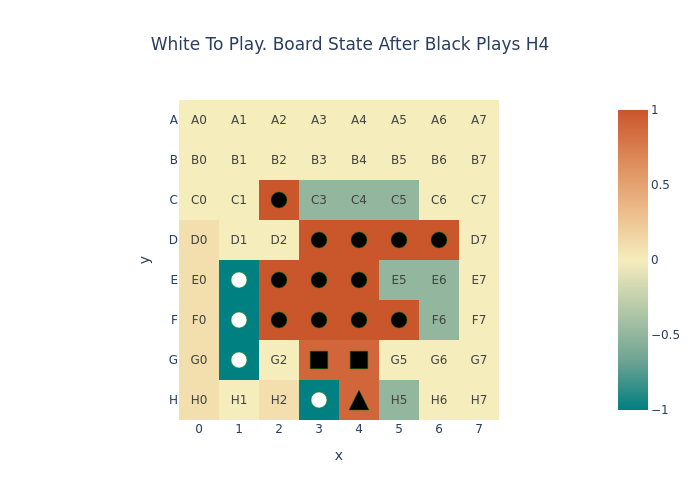 White To Play. Board State After Black Plays H4
A A0 A1 A2 A3 A4 A5 A6 A7
B B0 B1 B2 B3 B4 B5 B6 B7
C C0 C1 C3 C4 C5 C6 C7
D D0 D1 D2 D7
E E0 E5 E6 E7
F F0 F6 F7
G G0 G2 G5 G6 G7
H H0 H1 H2 H5 H6 H7
0 1 2 3 4 5 6 7
x
y
1
0.5
0
−0.5
−1